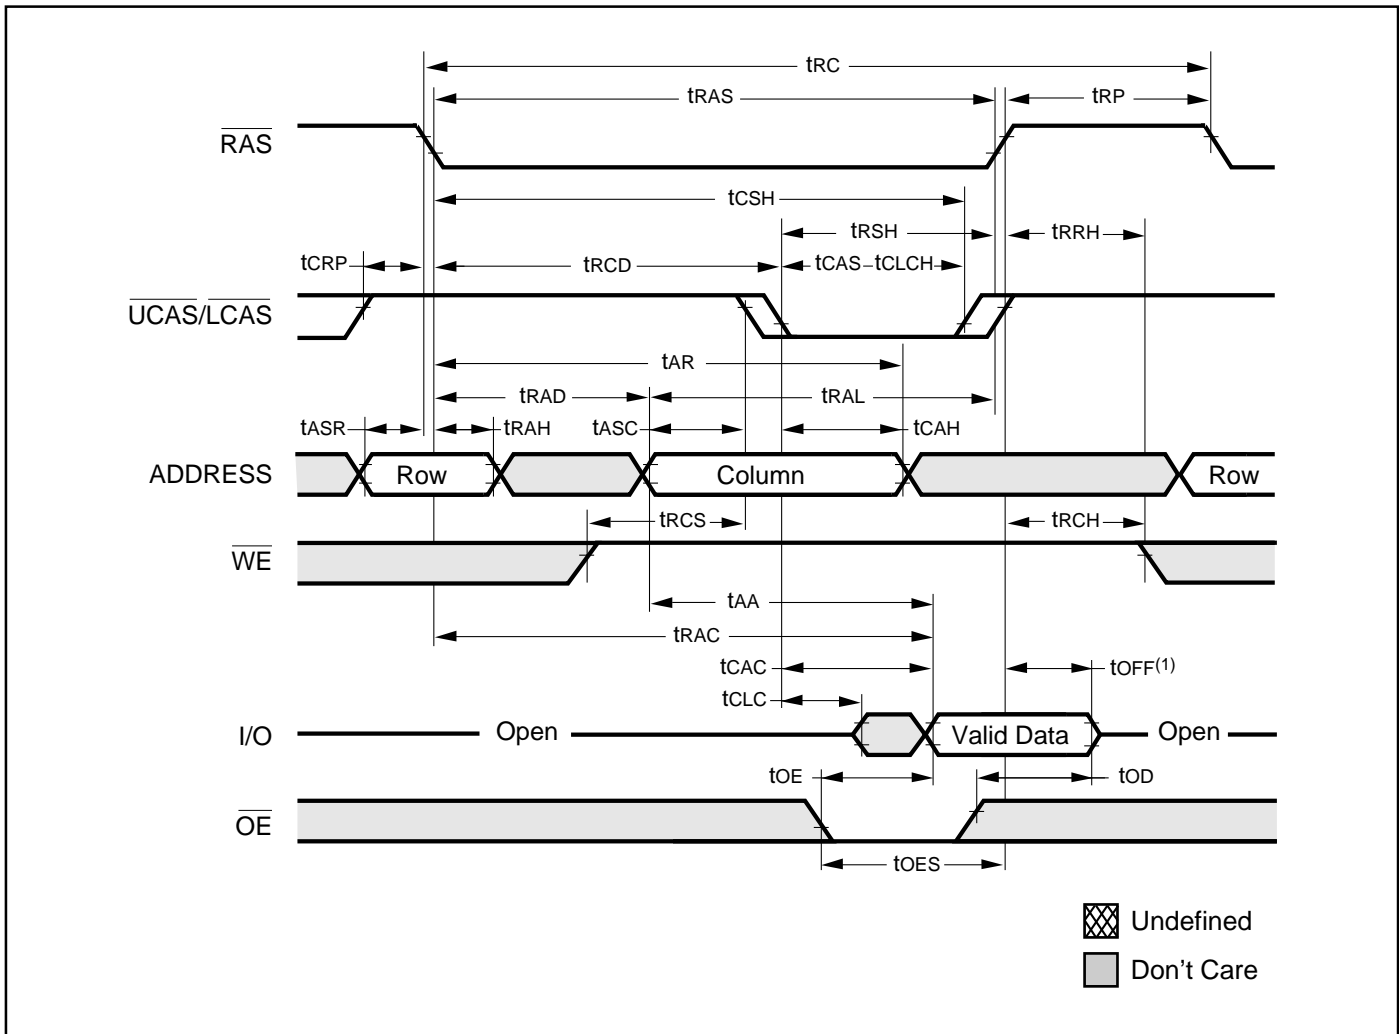 tRC
tRAS
tRP
RAS
tCSH
tRSH
tRRH
tCRP
tRCD
tCAS
tCLCH
UCAS/LCAS
tAR
tRAD
tRAL
tASR
tRAH
tASC
tCAH
ADDRESS
Row
Column
Row
tRCS
tRCH
WE
tAA
tRAC
tCAC
tOFF(1)
tCLC
I/O
Open
Valid Data
Open
tOE
tOD
OE
tOES
Undefined
Don't Care